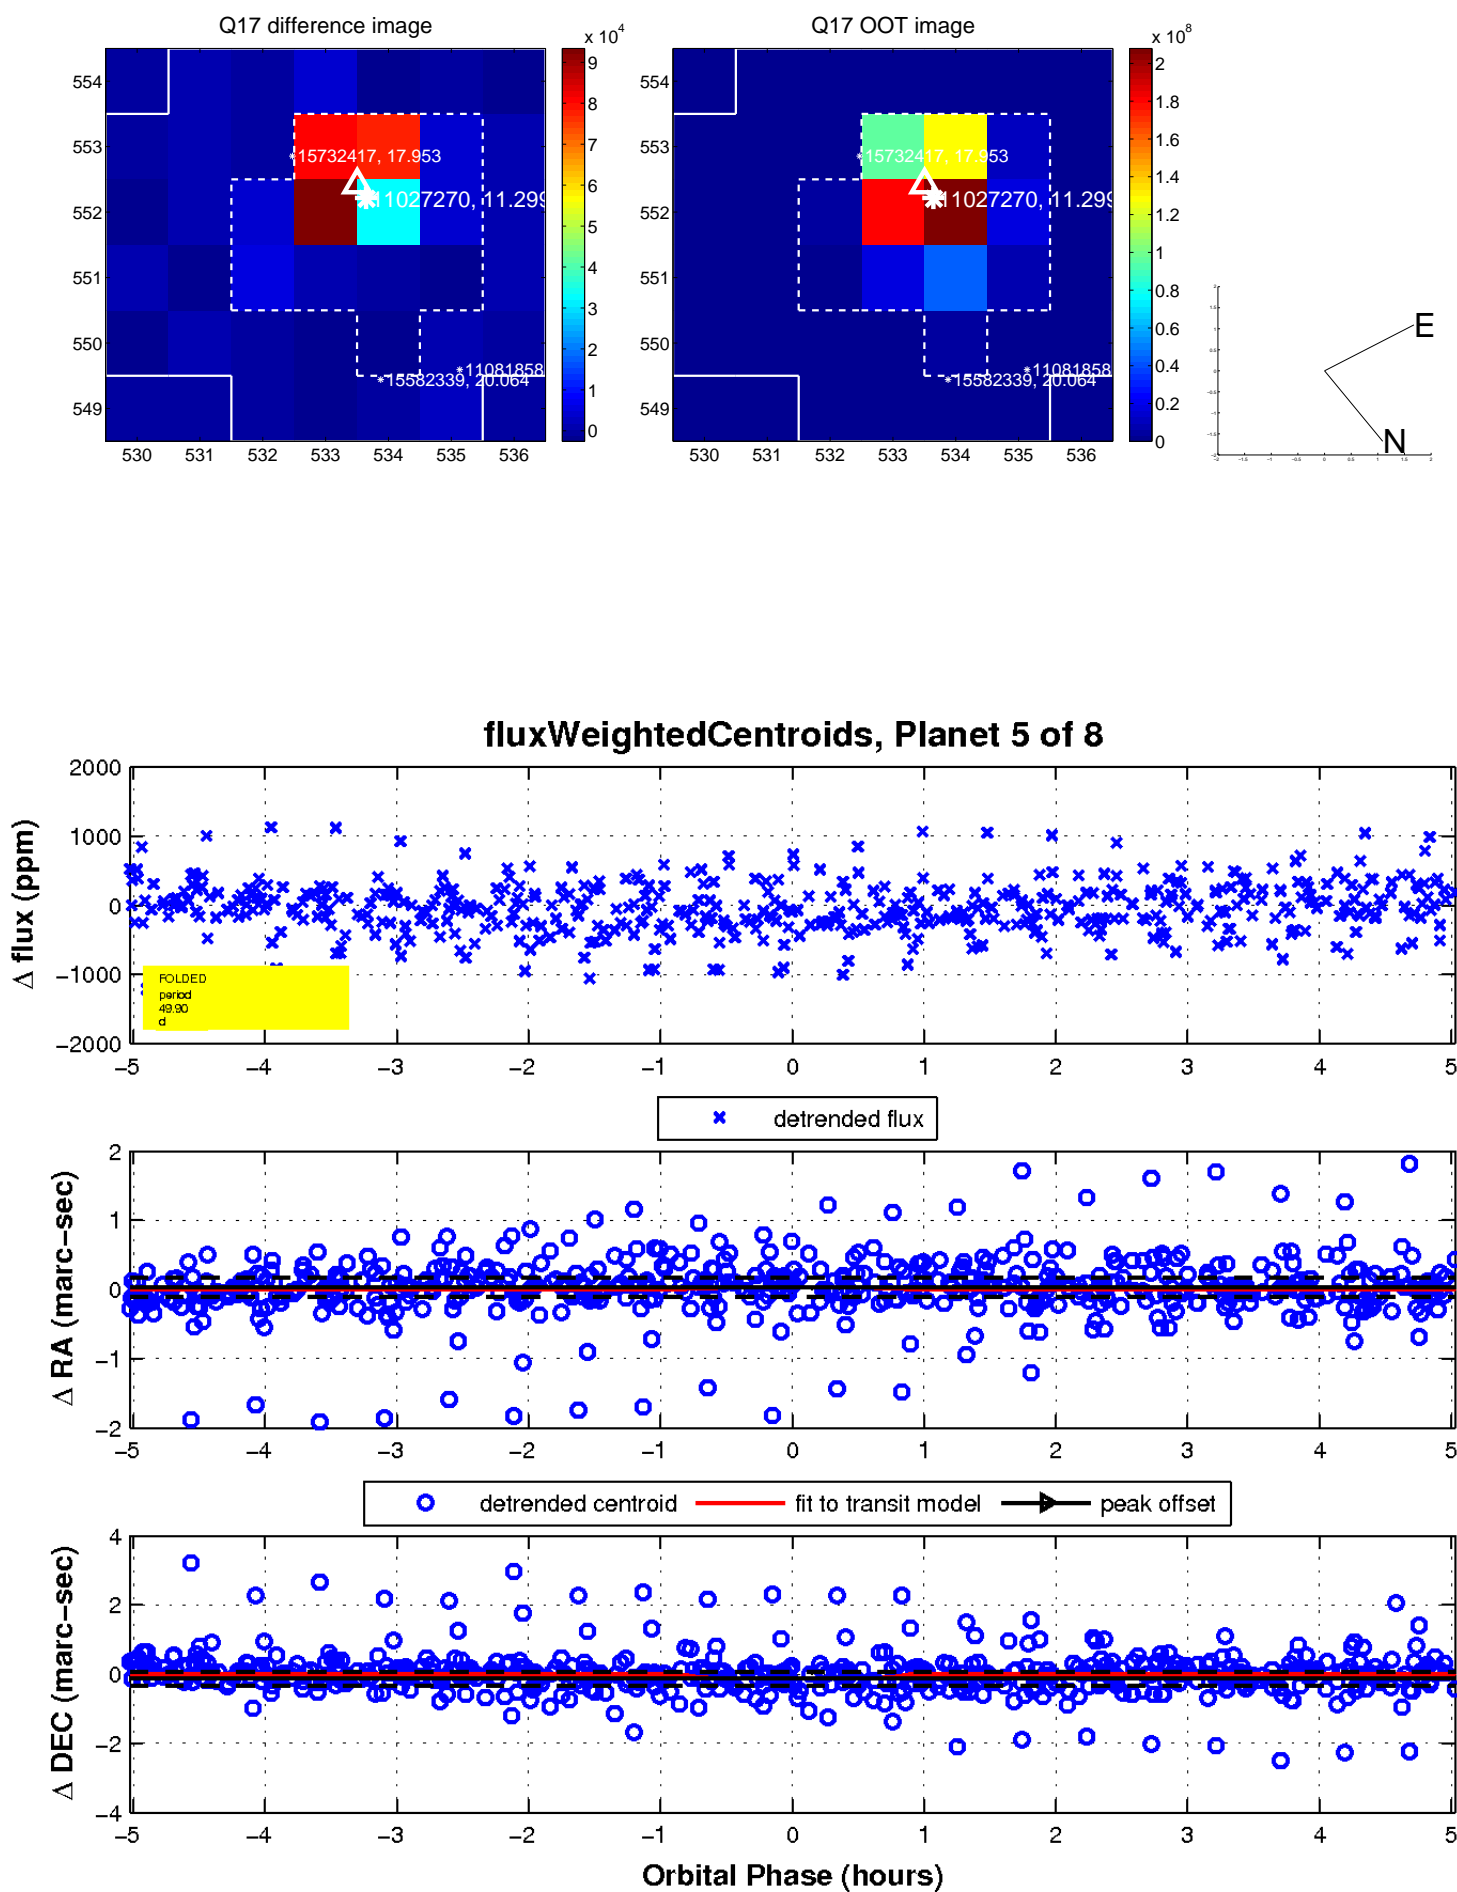 Q17 difference image
Q17 OOT image
x 10^4
x 10^8
554
553
552
551
550
549
530 531 532 533 534 535 536
9
8
7
6
5
4
3
2
1
0
*15732417, 17.953
11027270, 11.299
*11081858
*15582339, 20.064
530 531 532 533 534 535 536
2
1.8
1.6
1.4
1.2
1
0.8
0.6
0.4
0.2
0
*15732417, 17.953
11027270, 11.299
*11081858
*15582339, 20.064
E
N
fluxWeightedCentroids, Planet 5 of 8
Δ flux (ppm)
2000
1000
0
−1000
−2000
FOLDED
period
49.90
d
−5 −4 −3 −2 −1 0 1 2 3 4 5
detrended flux
Δ RA (marc−sec)
2
1
0
−1
−2
−5 −4 −3 −2 −1 0 1 2 3 4 5
detrended centroid fit to transit model peak offset
Δ DEC (marc−sec)
4
2
0
−2
−4
−5 −4 −3 −2 −1 0 1 2 3 4 5
Orbital Phase (hours)